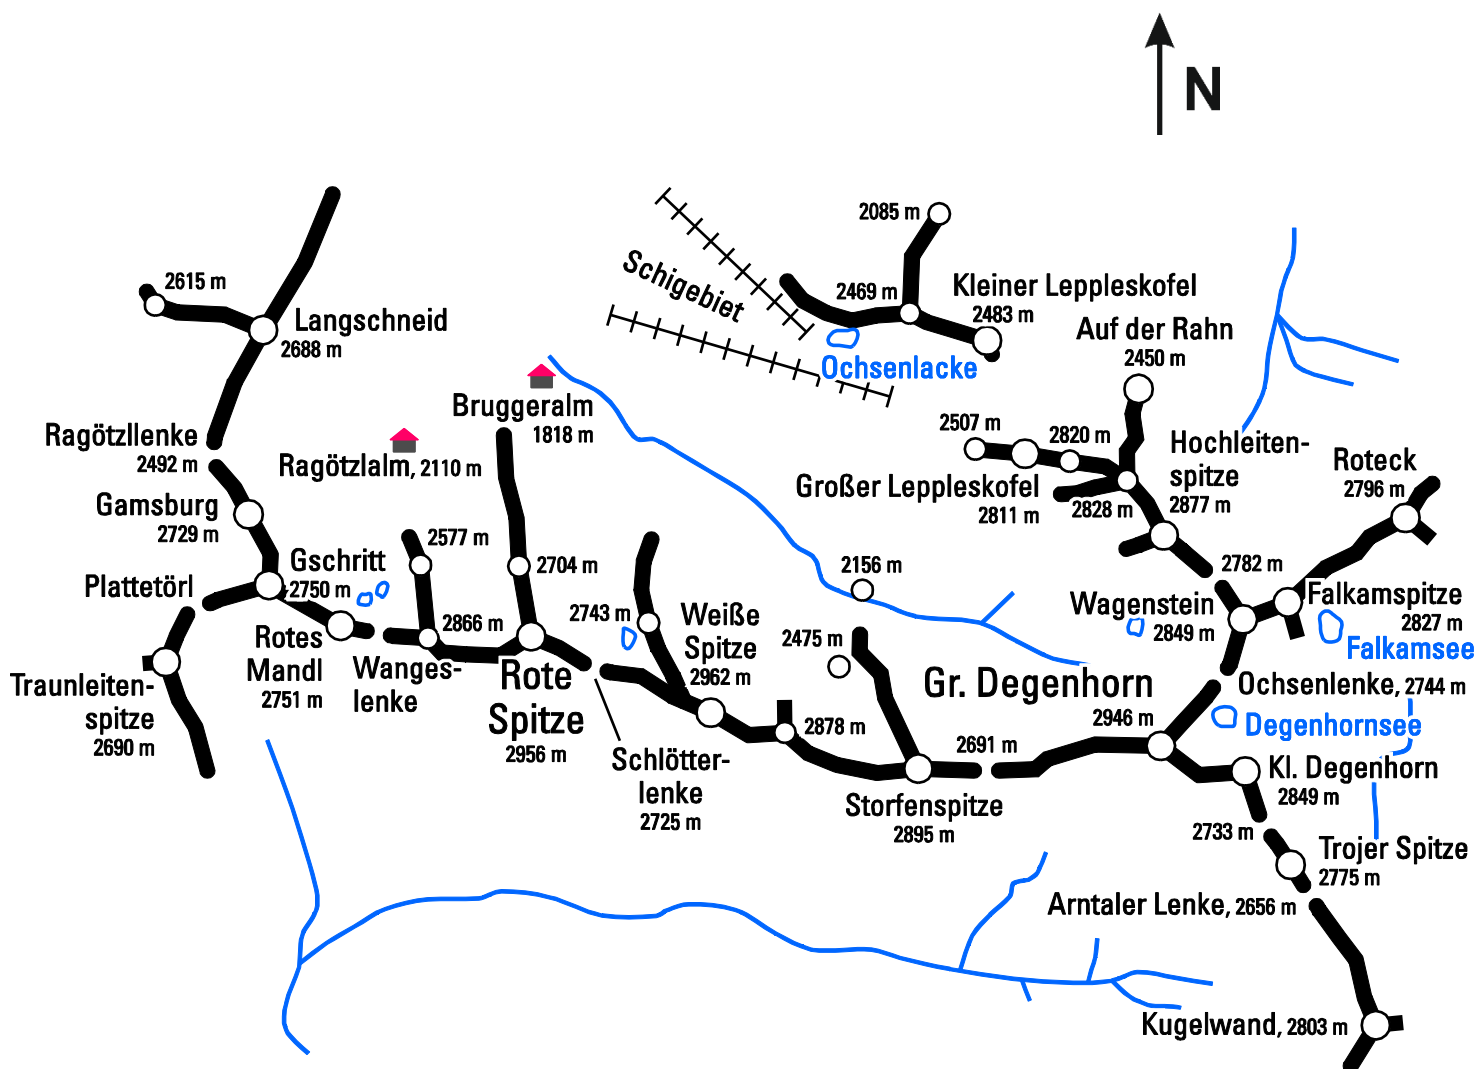 N
2085 m
Schigebiet
2615 m
Langschneid
2688 m
2469 m
Kleiner Leppleskofel
2483 m
Ochsenlacke
Auf der Rahn
2450 m
Bruggeralm
1818 m
Ragötzllenke
2492 m
Ragötzlalm, 2110 m
2507 m
2820 m
Hochleiten-
spitze
2877 m
Roteck
2796 m
Großer Leppleskofel
2811 m
2828 m
Gamsburg
2729 m
Gschritt
2750 m
2577 m
2704 m
2156 m
2782 m
Plattetörl
Rotes
Mandl
2751 m
2866 m
Wanges-
lenke
Rote
Spitze
2956 m
2743 m
Weiße
Spitze
2962 m
2475 m
Wagenstein
2849 m
Falkamspitze
2827 m
Falkamsee
Traunleiten-
spitze
2690 m
Gr. Degenhorn
2946 m
Ochsenlenke, 2744 m
Degenhornsee
Schlötter-
lenke
2725 m
2878 m
2691 m
Storfenspitze
2895 m
Kl. Degenhorn
2849 m
2733 m
Trojer Spitze
2775 m
Arntaler Lenke, 2656 m
Kugelwand, 2803 m